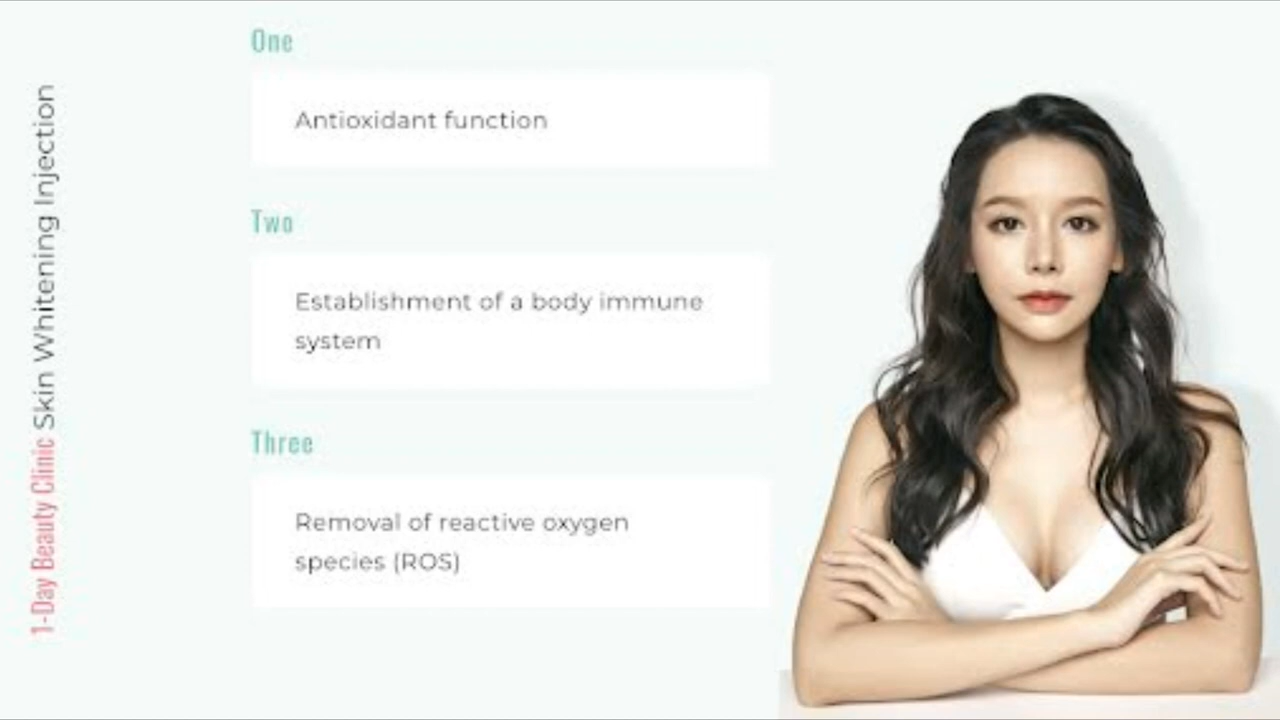 1-Day Beauty Clinic Skin Whitening Injection
One
Antioxidant function
Two
Establishment of a body immune
system
Three
Removal of reactive oxygen
species (ROS)